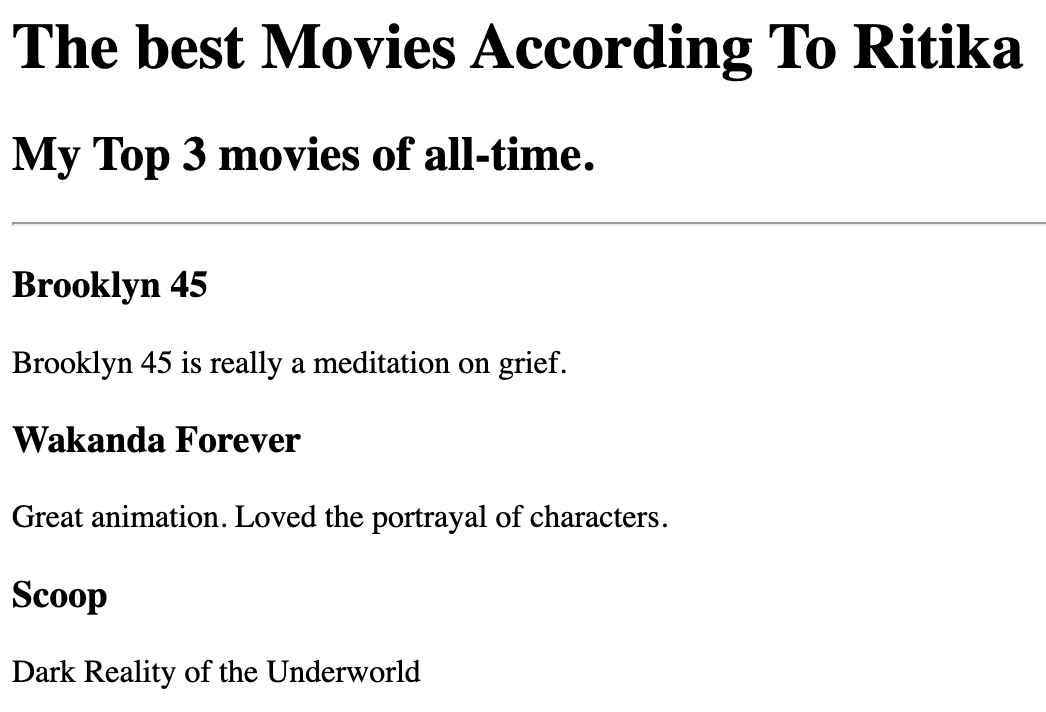 The best Movies According To Ritika
My Top 3 movies of all-time.
Brooklyn 45
Brooklyn 45 is really a meditation on grief.
Wakanda Forever
Great animation. Loved the portrayal of characters.
Scoop
Dark Reality of the Underworld